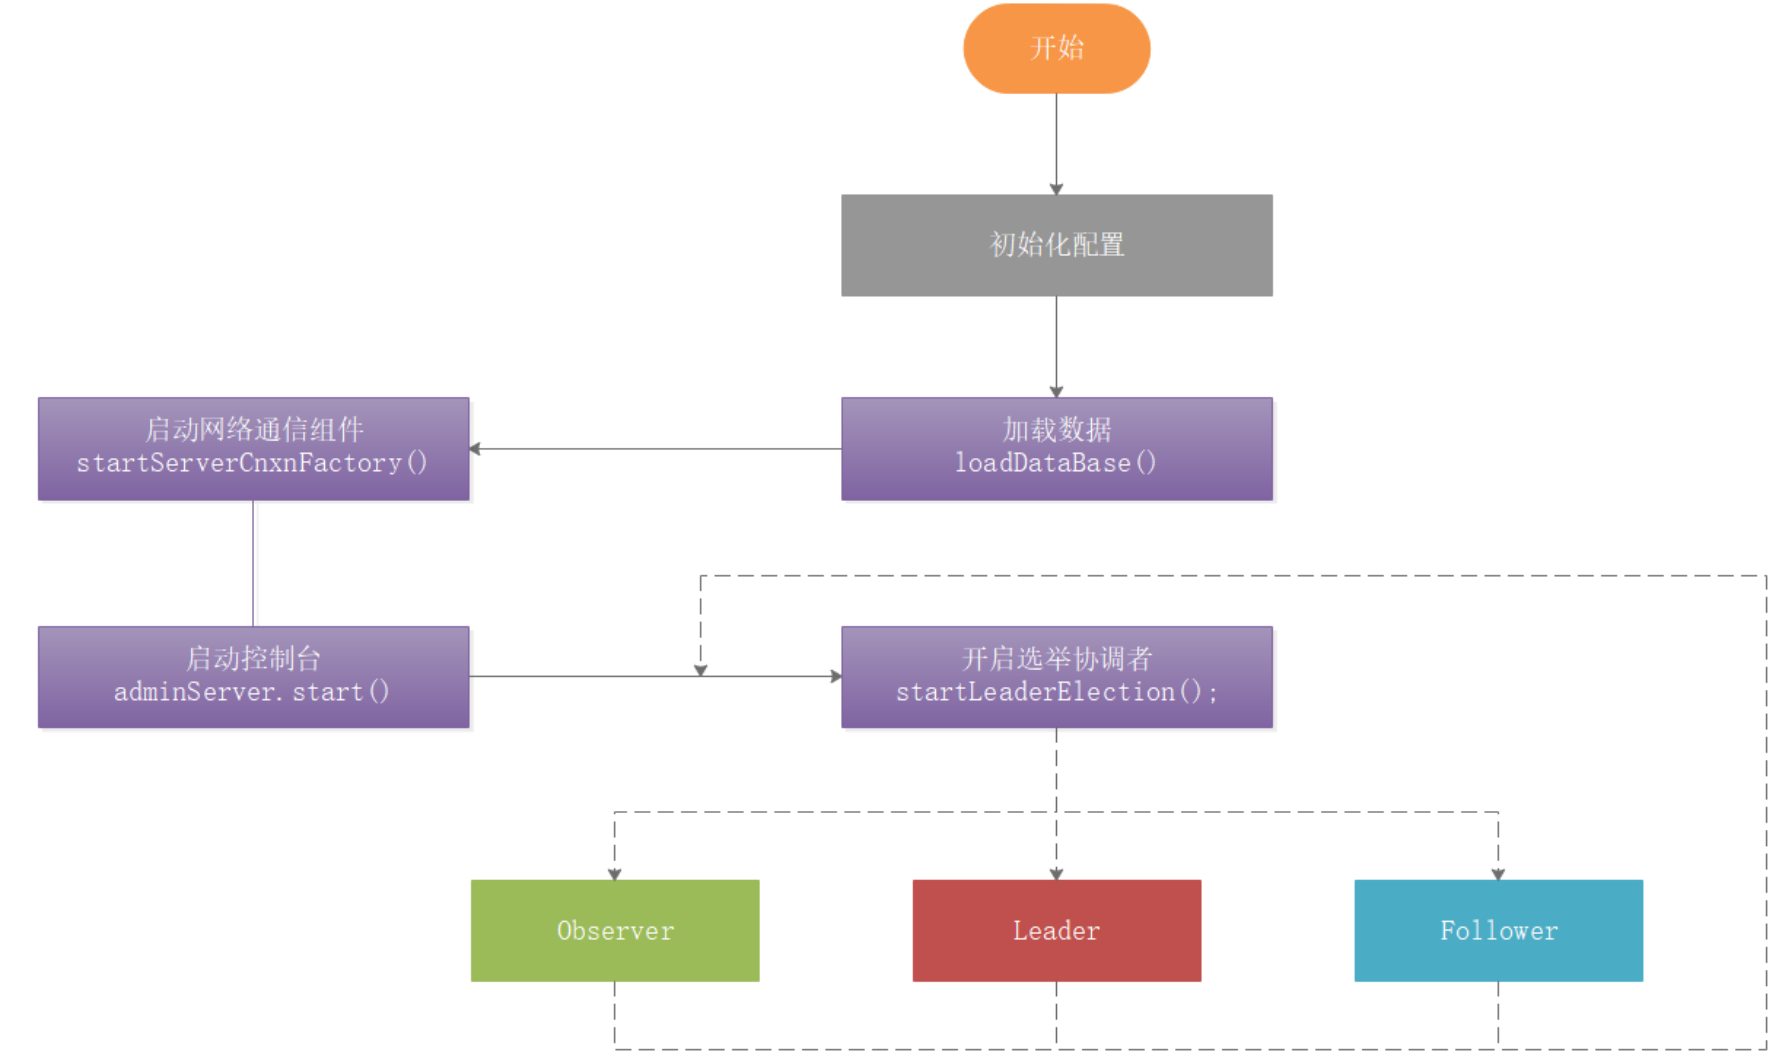 开始
初始化配置
加载数据
loadDataBase()
启动网络通信组件
startServerCnxnFactory()
启动控制台
adminServer.start()
开启选举协调者
startLeaderElection();
Observer
Leader
Follower